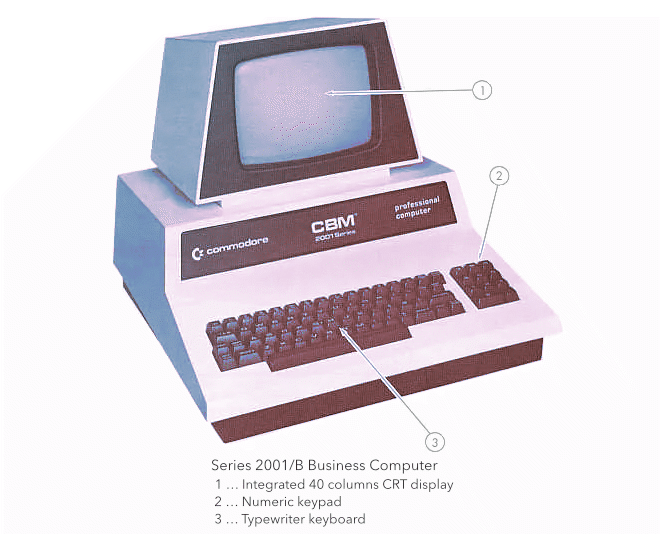 1
2
professional
computer
CBM™
2001 Series
commodore
3
Series 2001/B Business Computer
1 ... Integrated 40 columns CRT display
2 ... Numeric keypad
3 ... Typewriter keyboard